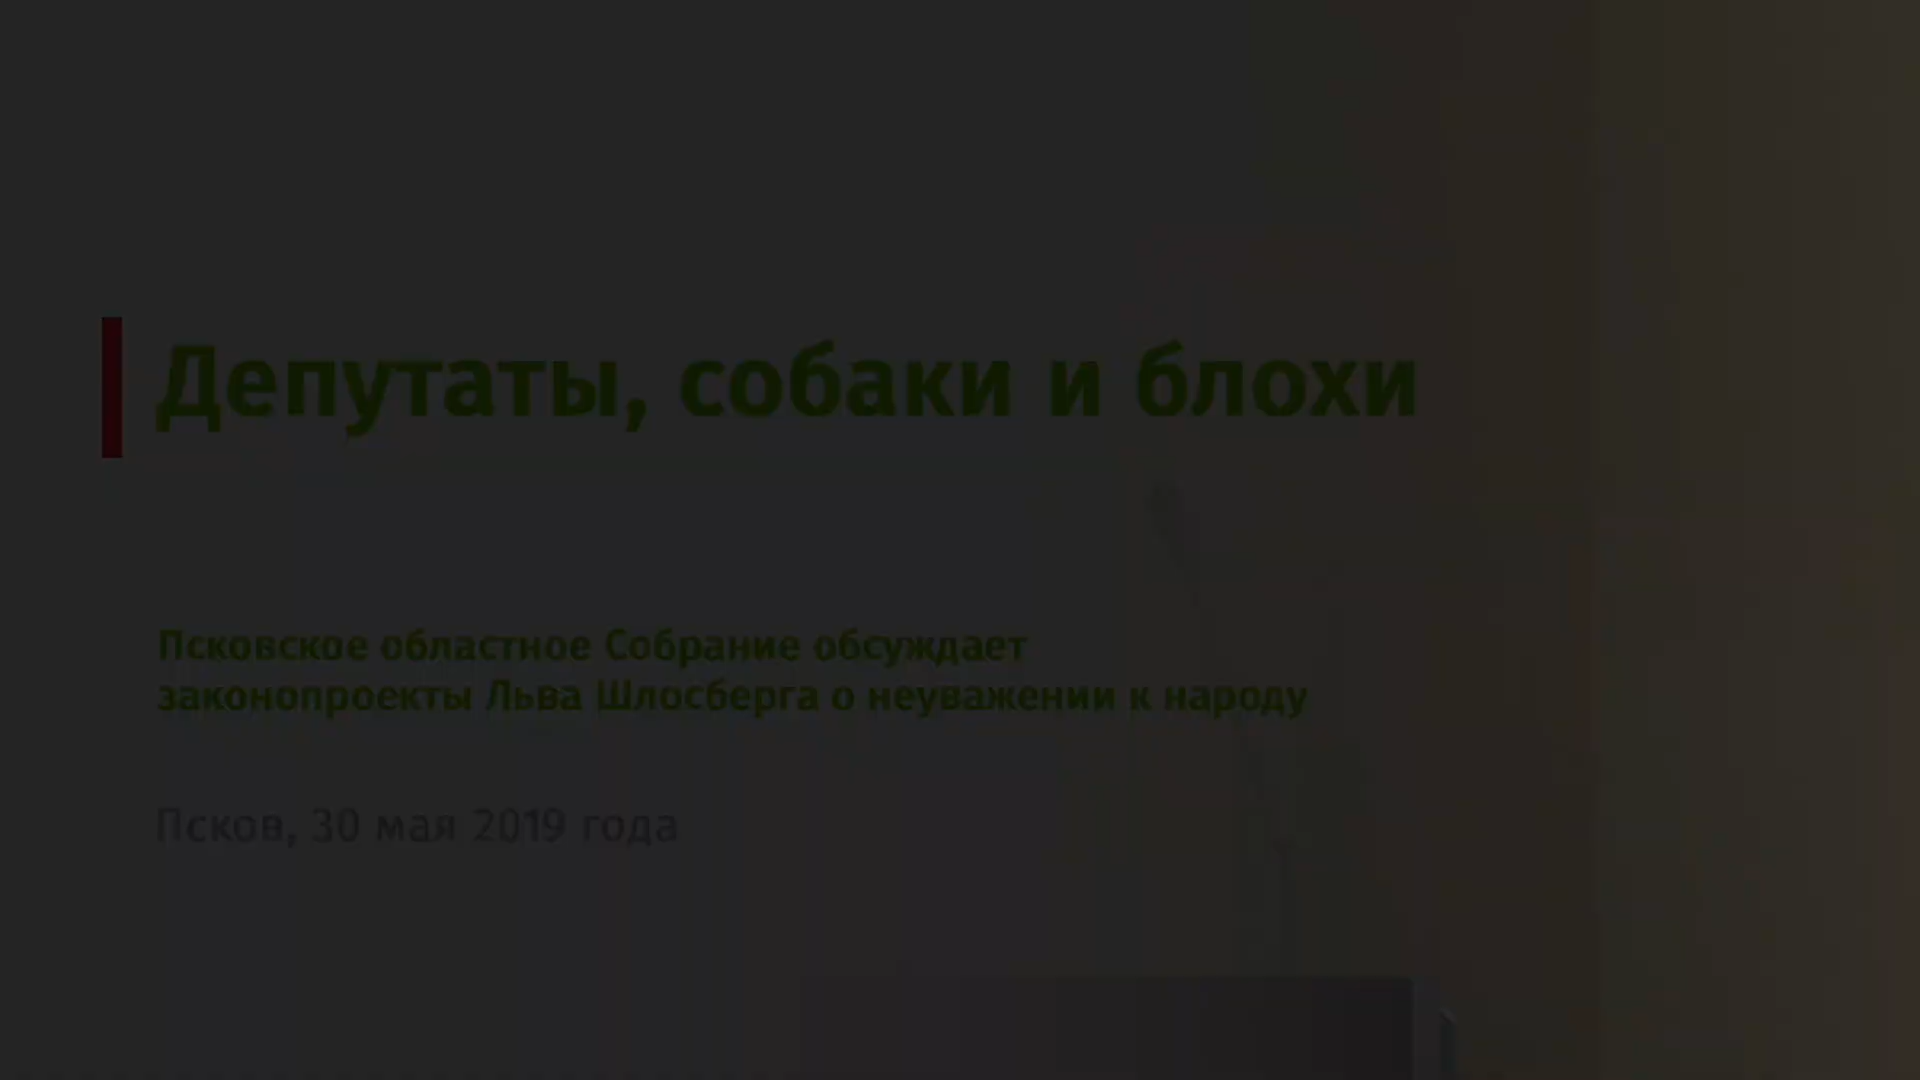 Депутаты, собаки и блохи
Псковское областное Собрание обсуждает
законопроекты Льва Шлосберга о неуважении к народу
Псков, 30 мая 2019 года